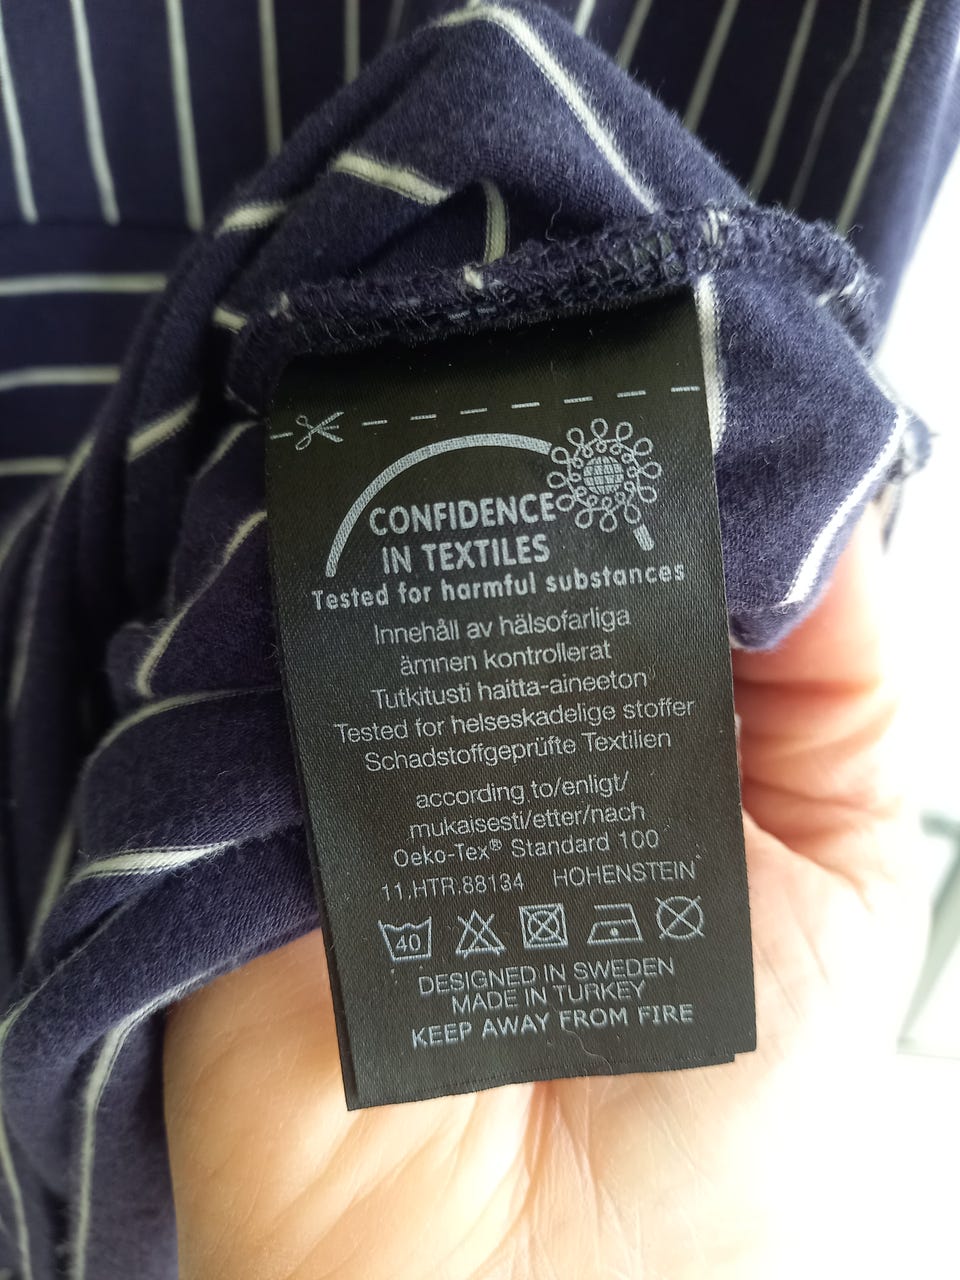 CONFIDENCE
IN TEXTILES
Tested for harmful substances
Innehåll av hälsofarliga
ämnen kontrollerat
Tutkitusti haitta-aineeton
Tested for helseskadelige stoffer
Schadstoffgeprüfte Textilien
according to/enligt/
mukaisesti/etter/nach
Oeko-Tex® Standard 100
11.HTR.88134 HOHENSTEIN
40
DESIGNED IN SWEDEN
MADE IN TURKEY
KEEP AWAY FROM FIRE